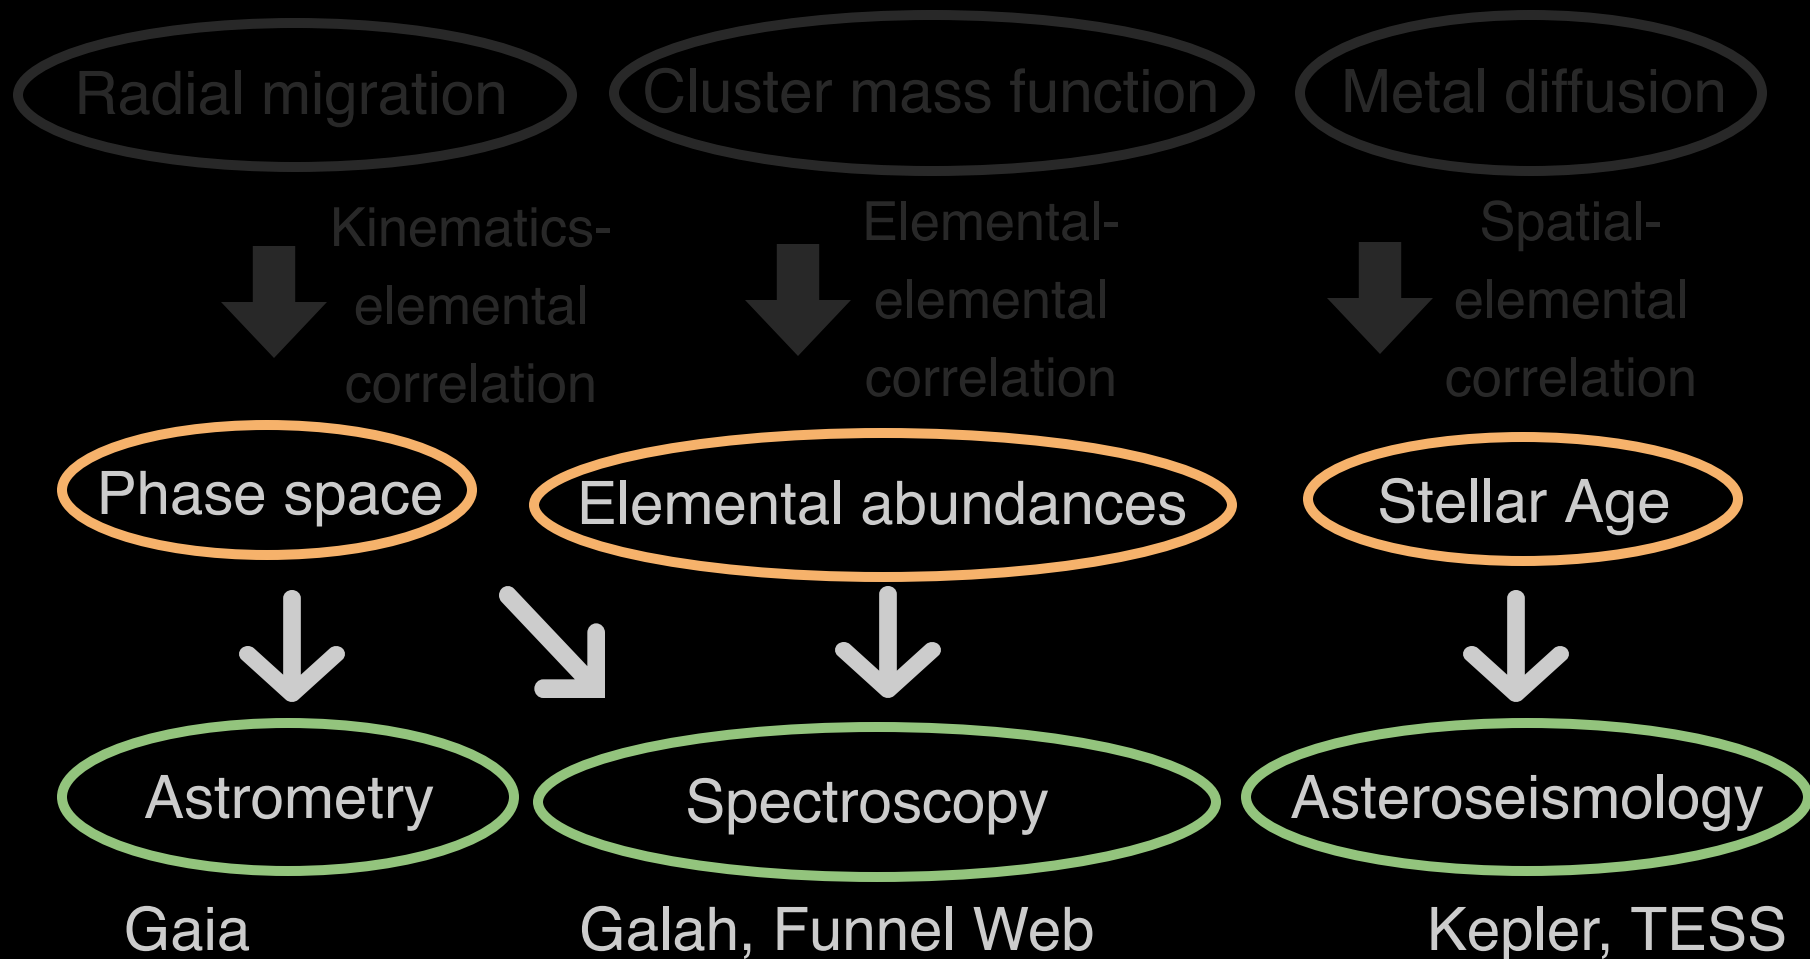 Radial migration
Cluster mass function
Metal diffusion
Kinematics-
elemental
correlation
Elemental-
elemental
correlation
Spatial-
elemental
correlation
Phase space
Elemental abundances
Stellar Age
Astrometry
Spectroscopy
Asteroseismology
Gaia
Galah, Funnel Web
Kepler, TESS